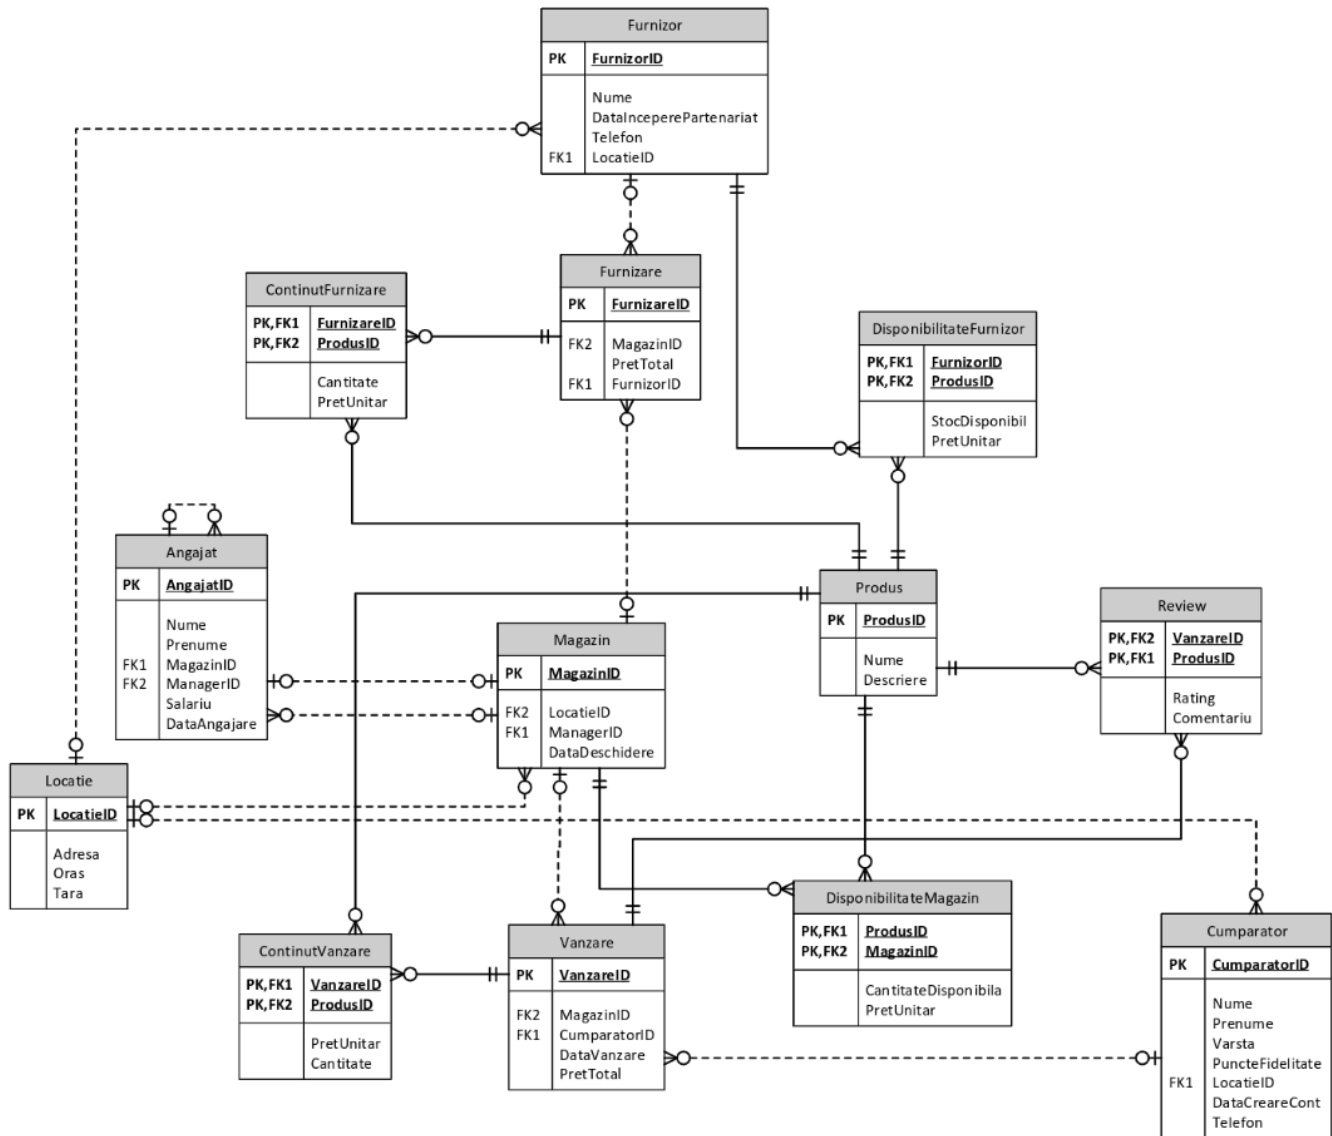 Furnizor
PK FurnizorID
Nume
DataIncepereParteneriat
Telefon
FK1 LocatieID
Furnizare
PK FurnizareID
FK2 MagazinID
PretTotal
FK1 FurnizorID
ContinutFurnizare
PK,FK1 FurnizareID
PK,FK2 ProdusID
Cantitate
PretUnitar
DisponibilitateFurnizor
PK,FK1 FurnizorID
PK,FK2 ProdusID
StocDisponibil
PretUnitar
Angajat
PK AngajatID
Nume
Prenume
FK1 MagazinID
FK2 ManagerID
Salariu
DataAngajare
Magazin
PK MagazinID
FK2 LocatieID
FK1 ManagerID
DataDeschidere
Produs
PK ProdusID
Nume
Descriere
Review
PK,FK2 VanzareID
PK,FK1 ProdusID
Rating
Comentariu
Locatie
PK LocatieID
Adresa
Oras
Tara
ContinutVanzare
PK,FK1 VanzareID
PK,FK2 ProdusID
PretUnitar
Cantitate
Vanzare
PK VanzareID
FK2 MagazinID
FK1 CumparatorID
DataVanzare
PretTotal
DisponibilitateMagazin
PK,FK1 ProdusID
PK,FK2 MagazinID
CantitateDisponibila
PretUnitar
Cumparator
PK CumparatorID
Nume
Prenume
Varsta
PuncteFidelitate
FK1 LocatieID
DataCreareCont
Telefon